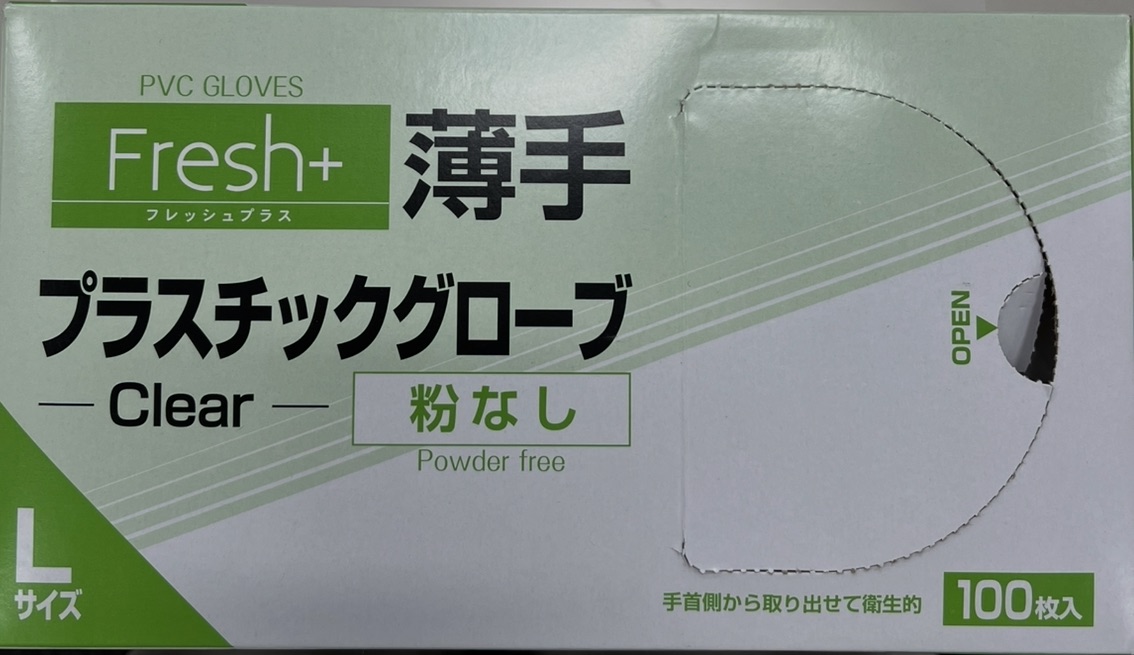 PVC GLOVES
Fresh+
フレッシュプラス
薄手
プラスチックグローブ
— Clear —
粉なし
Powder free
OPEN
L
サイズ
手首側から取り出せて衛生的
100枚入